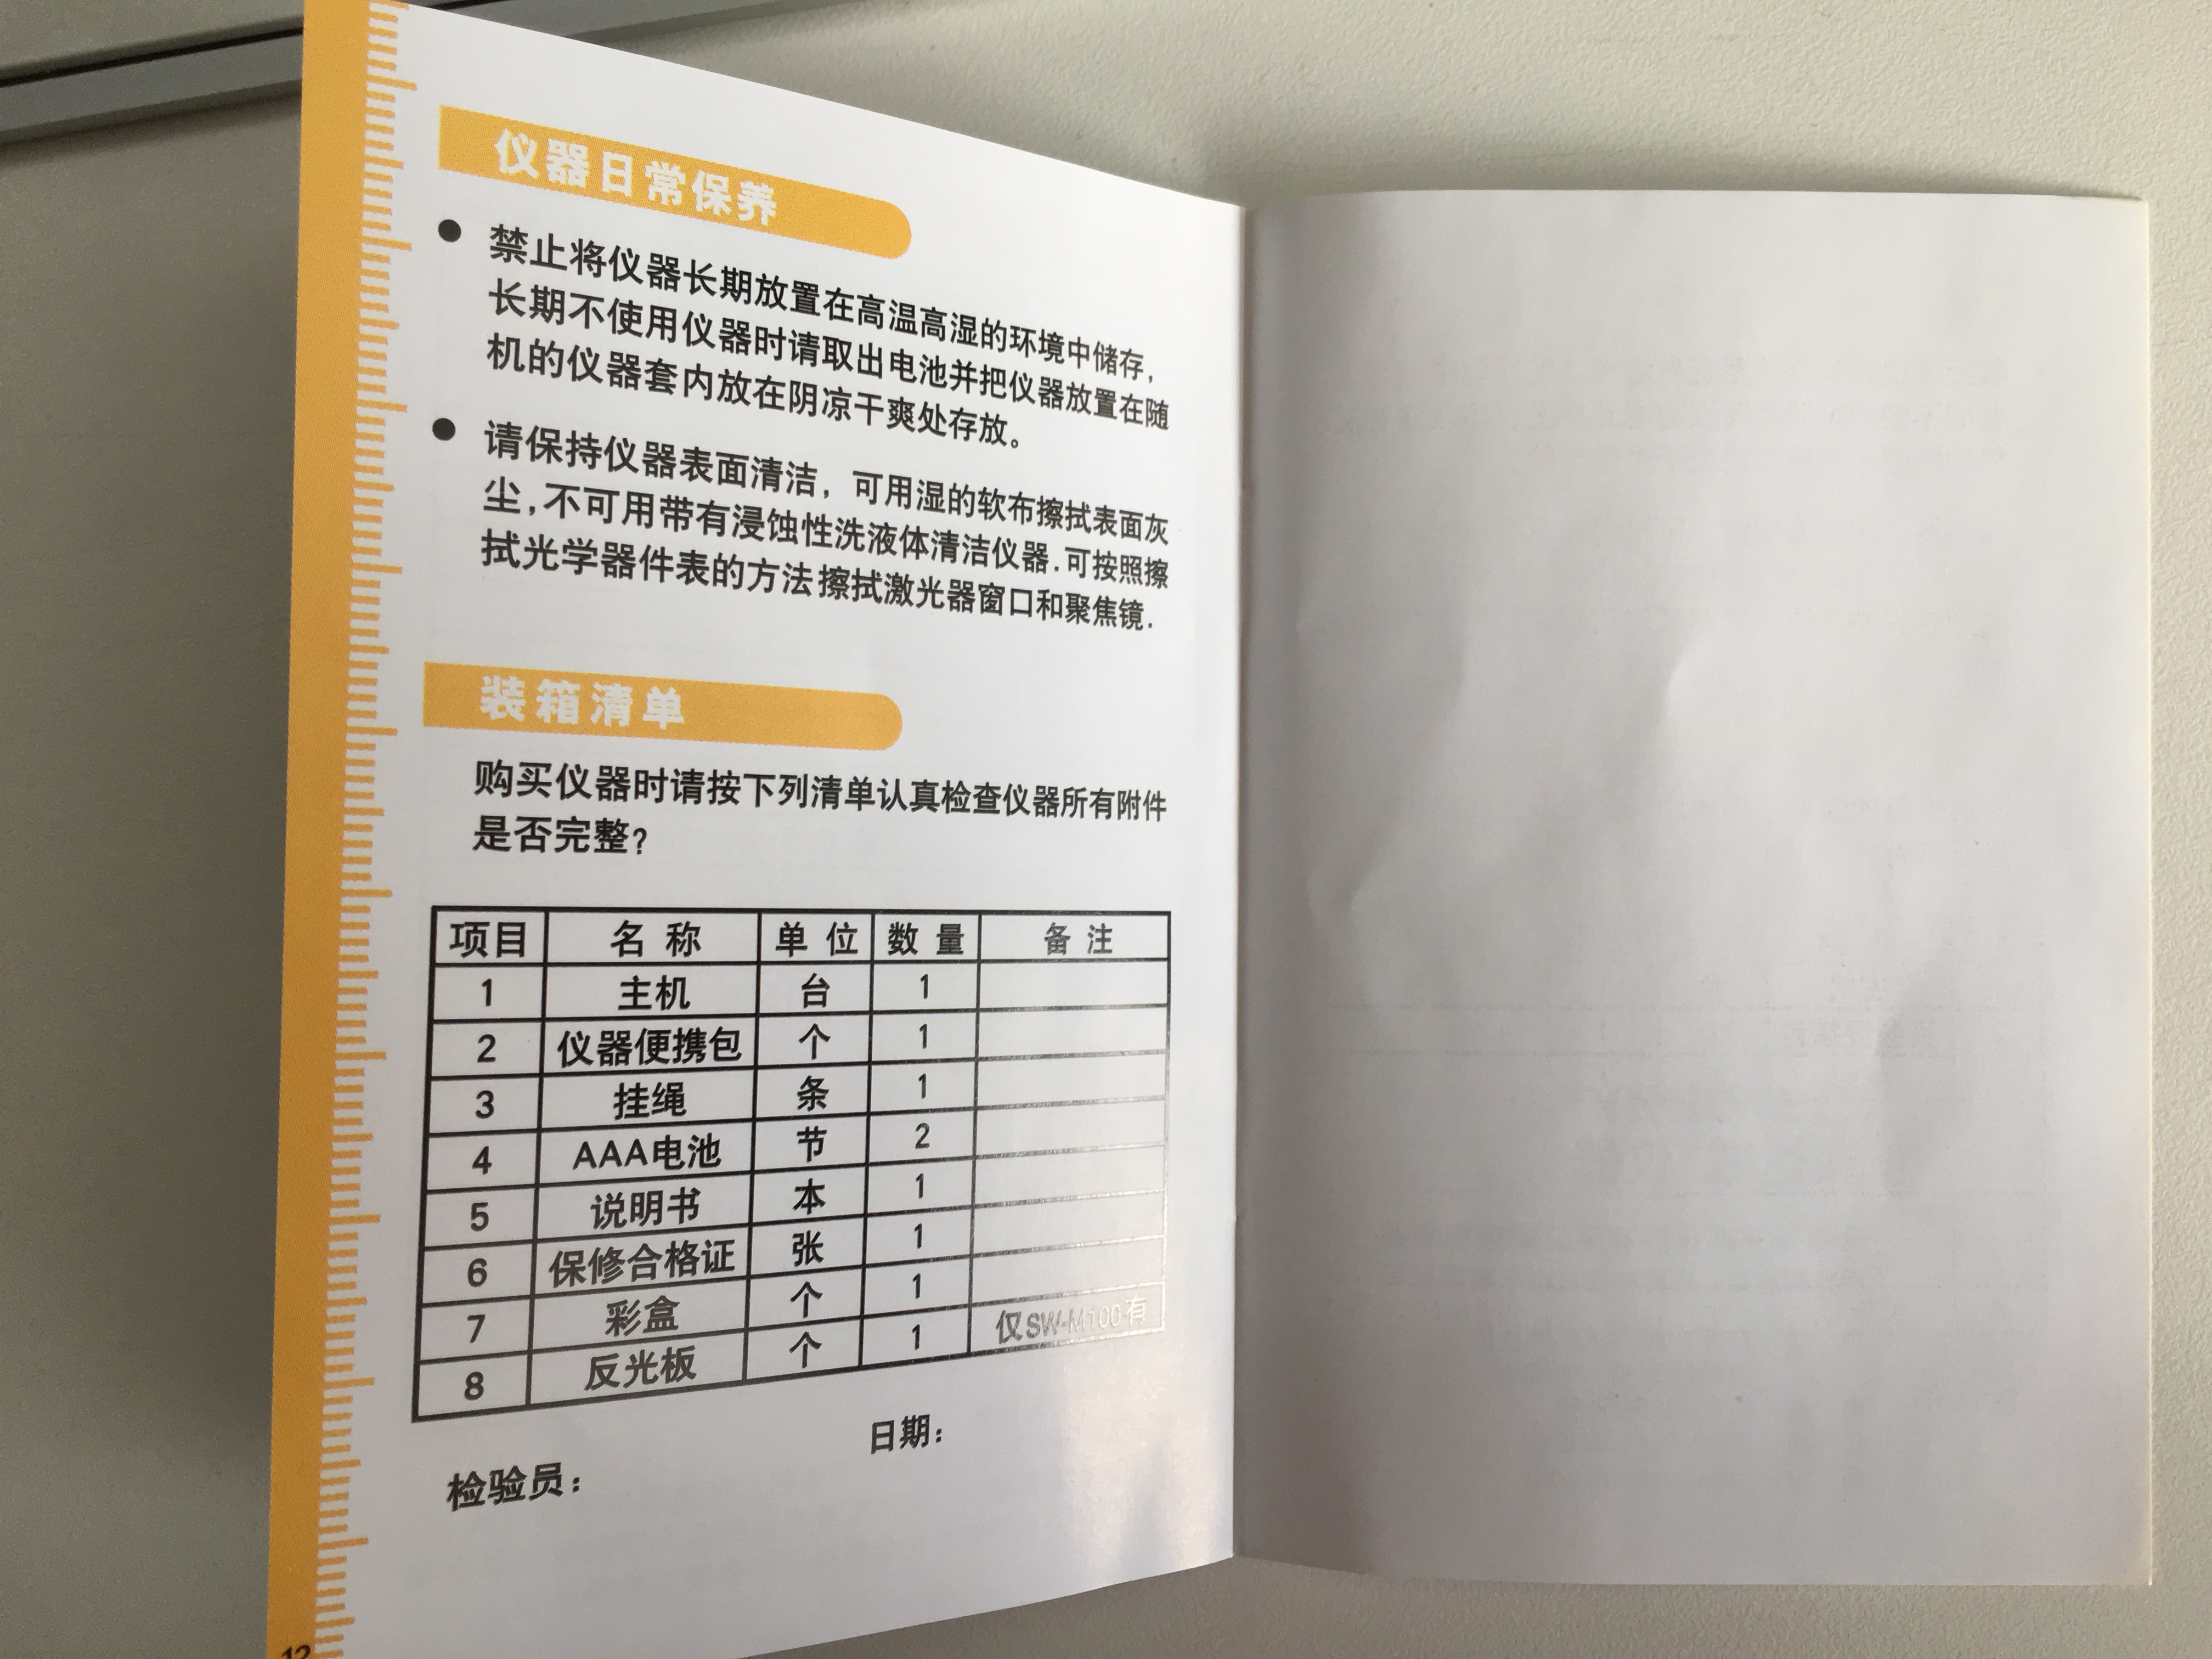 仪器日常保养
● 禁止将仪器长期放置在高温高湿的环境中储存,
长期不使用仪器时请取出电池并把仪器放置在随
机的仪器套内放在阴凉干爽处存放。
● 请保持仪器表面清洁，可用湿的软布擦拭表面灰
尘,不可用带有浸蚀性洗液体清洁仪器.可按照擦
拭光学器件表的方法擦拭激光器窗口和聚焦镜.
装箱清单
购买仪器时请按下列清单认真检查仪器所有附件
是否完整？
项目 名称 单位 数量 备注
1 主机 台 1
2 仪器便携包 个 1
3 挂绳 条 1
4 AAA电池 节 2
5 说明书 本 1
6 保修合格证 张 1
7 彩盒 个 1
8 反光板 个 1 仅SW-M100有
检验员： 日期：
12